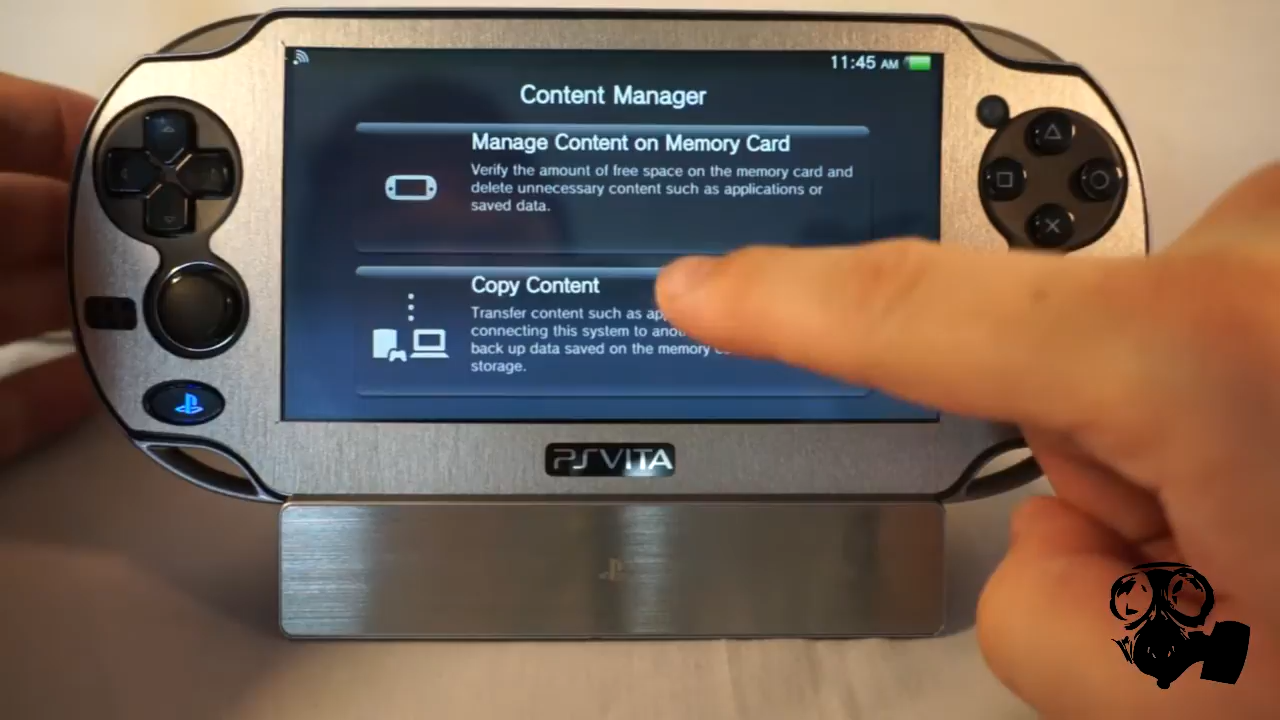 11:45 AM
Content Manager
Manage Content on Memory Card
Verify the amount of free space on the memory card and
delete unnecessary content such as applications or
saved data.
Copy Content
Transfer content such as
connecting this system to
back up data saved on the memory
storage.
PSVITA